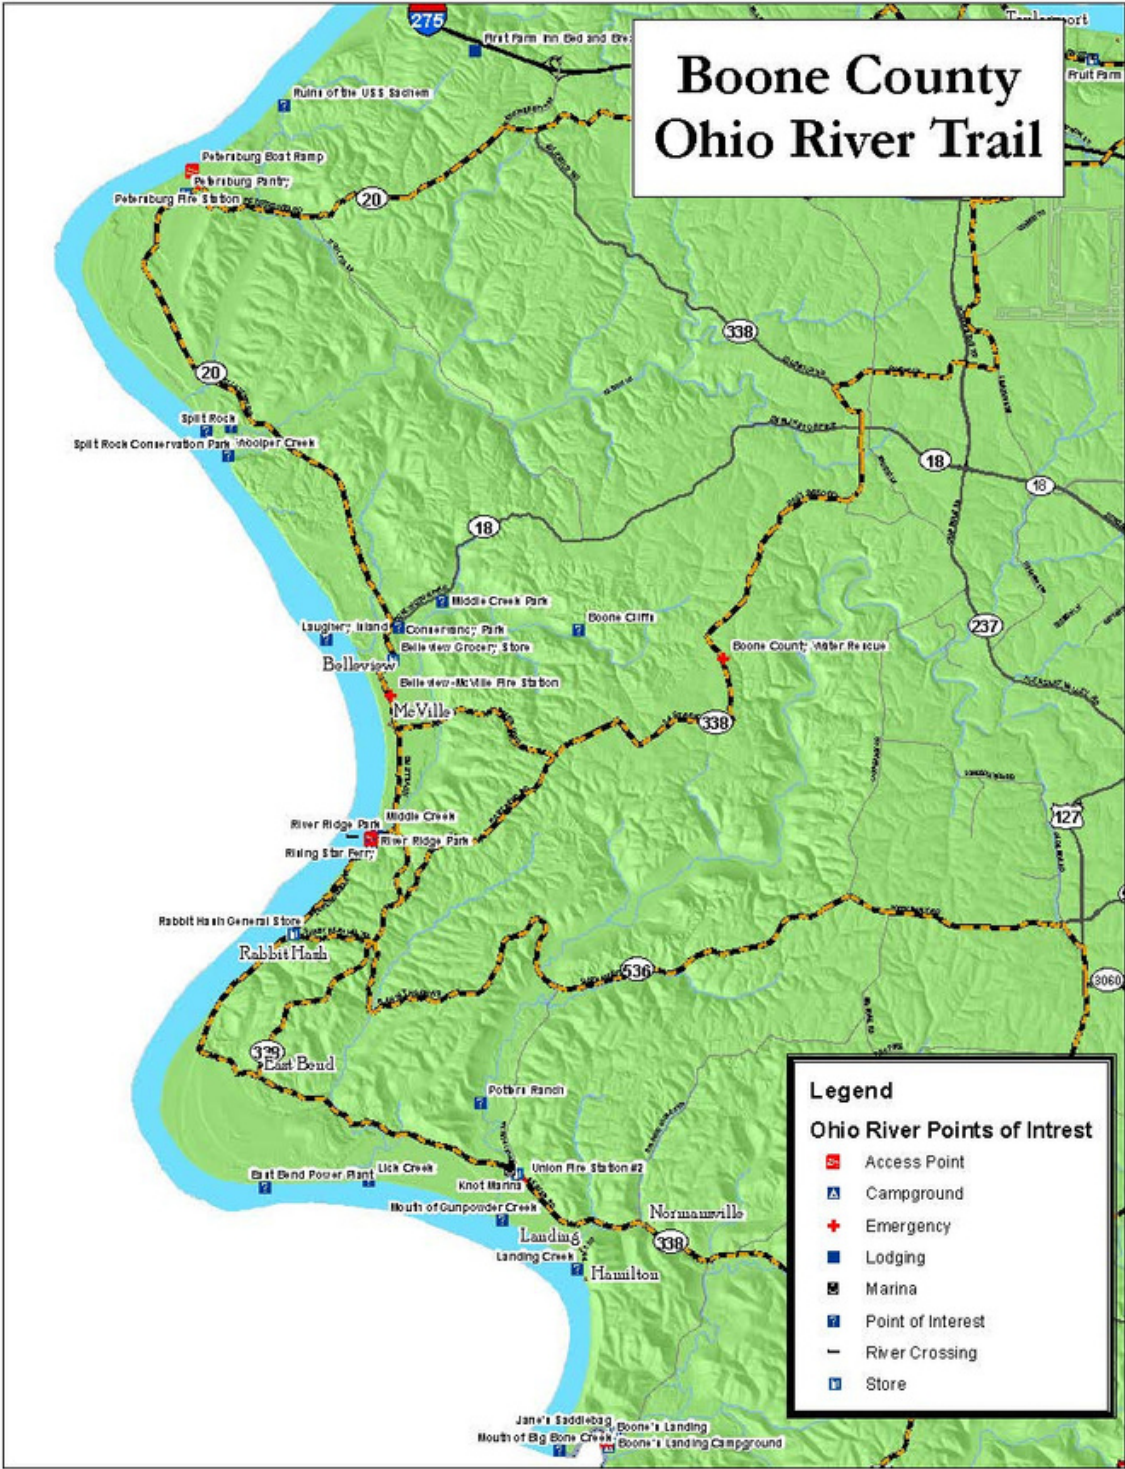 275
Taylorsport
First Farm Inn Bed and Brea
Boone County
Ohio River Trail
Fruit Farm
Ruins of the USS Sachem
Petersburg Boat Ramp
Petersburg Pantry
Petersburg Fire Station
20
338
20
Split Rock
Split Rock Conservation Park
Woolper Creek
18
18
18
Middle Creek Park
Boone Cliffs
Laughery Island
Conservancy Park
237
Belleview Grocery Store
Boone County Water Rescue
Belleview
Belleview-McVille Fire Station
McVille
338
127
River Ridge Park
Middle Creek
River Ridge Park
Rising Star Ferry
Rabbit Hash General Store
Rabbit Hash
536
3060
338
East Bend
Potters Ranch
Legend
Ohio River Points of Intrest
Access Point
Campground
Emergency
Lodging
Marina
Point of Interest
River Crossing
Store
East Bend Power Plant
Lick Creek
Union Fire Station #2
Knot Marina
Mouth of Gunpowder Creek
Normansville
Landing
338
Landing Creek
Hamilton
Jane's Saddlebag
Boone's Landing
Mouth of Big Bone Creek
Boone's Landing Campground